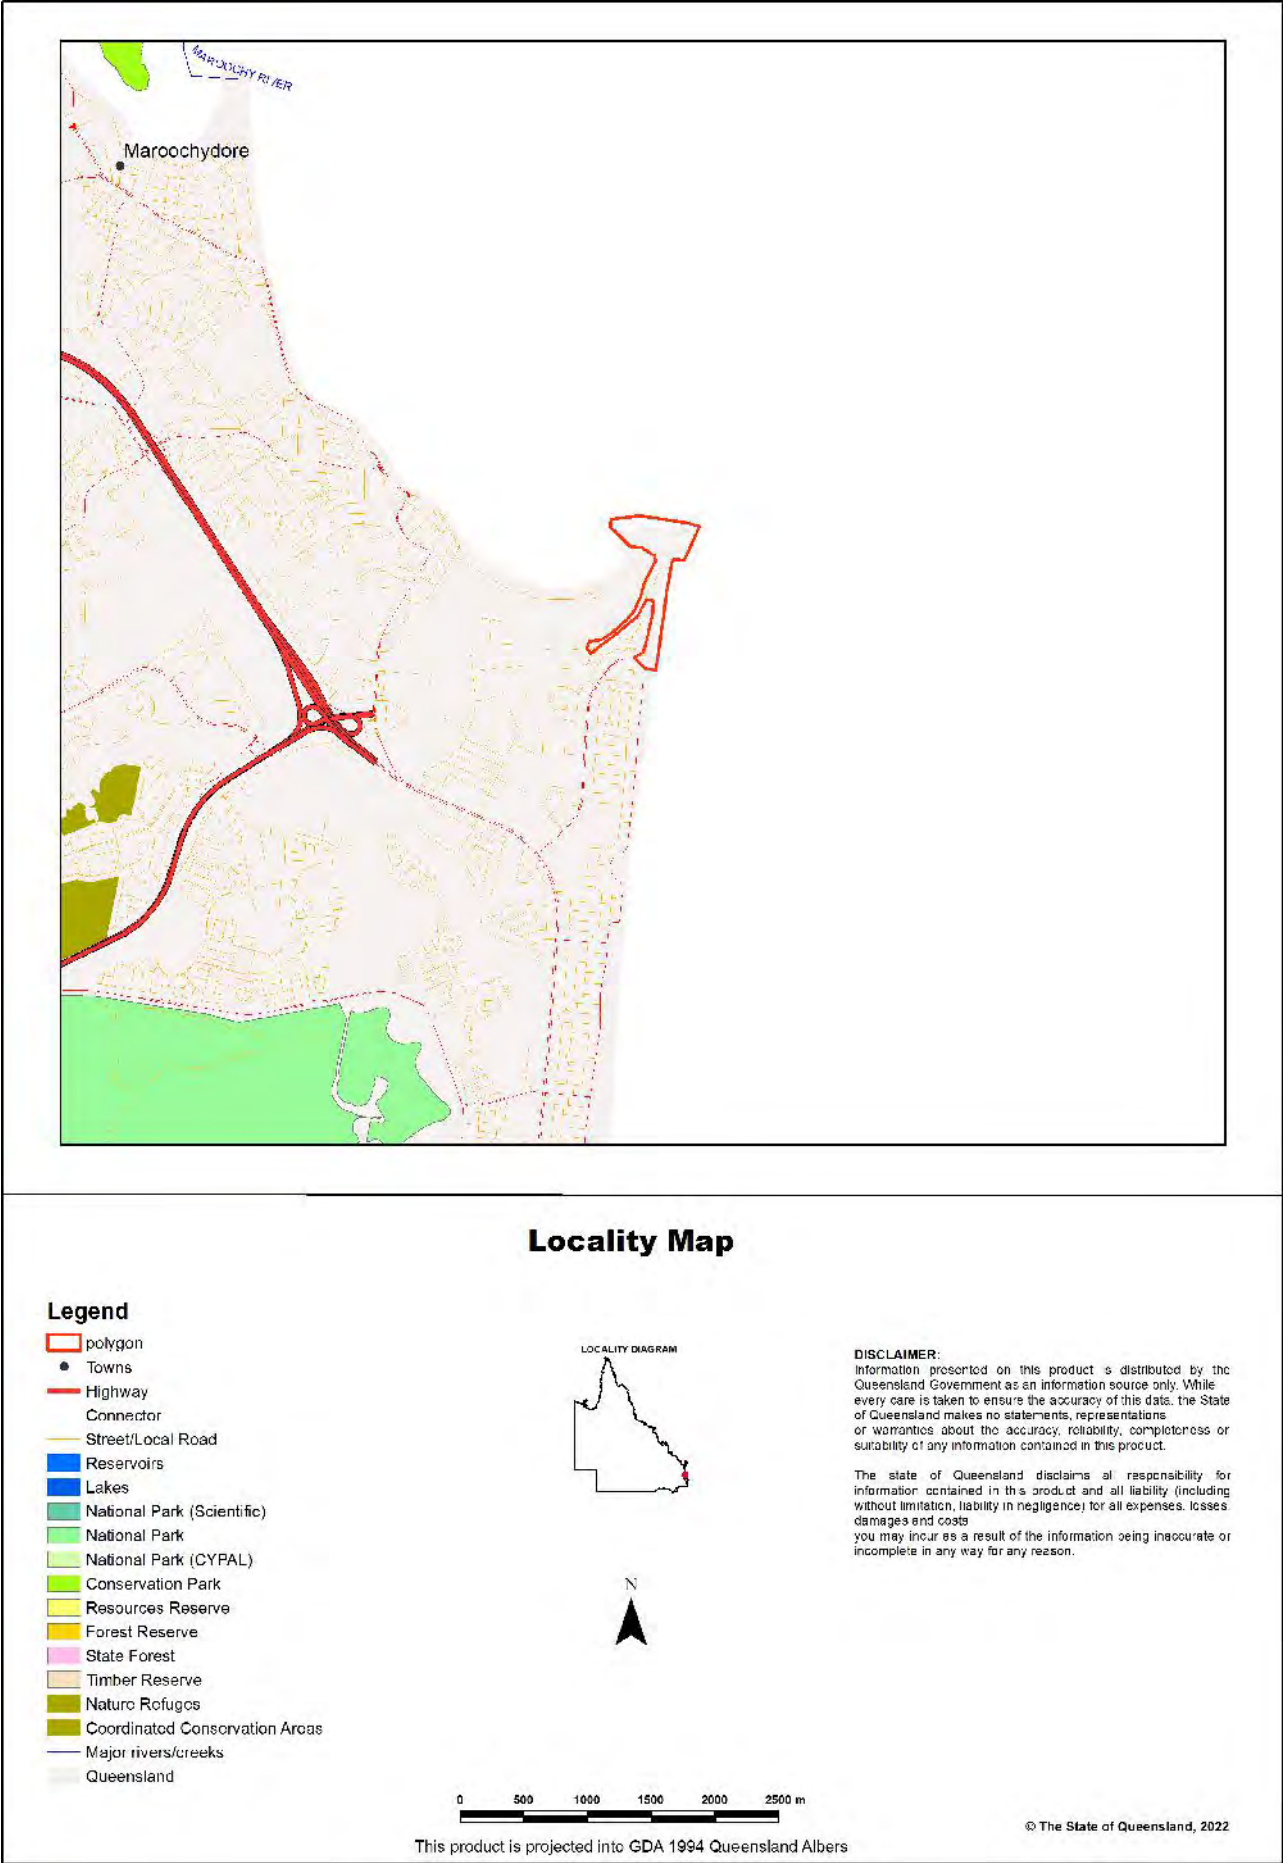 MAROOCHY RIVER
Maroochydore
Locality Map
Legend
polygon
Towns
Highway
Connector
Street/Local Road
Reservoirs
Lakes
National Park (Scientific)
National Park
National Park (CYPAL)
Conservation Park
Resources Reserve
Forest Reserve
State Forest
Timber Reserve
Nature Refuges
Coordinated Conservation Areas
Major rivers/creeks
Queensland
LOCALITY DIAGRAM
N
0 500 1000 1500 2000 2500 m
This product is projected into GDA 1994 Queensland Albers
DISCLAIMER:
Information presented on this product is distributed by the
Queensland Government as an information source only. While
every care is taken to ensure the accuracy of this data, the State
of Queensland makes no statements, representations
or warranties about the accuracy, reliability, completeness or
suitability of any information contained in this product.
The state of Queensland disclaims all responsibility for
information contained in this product and all liability (including
without limitation, liability in negligence) for all expenses, losses,
damages and costs
you may incur as a result of the information being inaccurate or
incomplete in any way for any reason.
© The State of Queensland, 2022